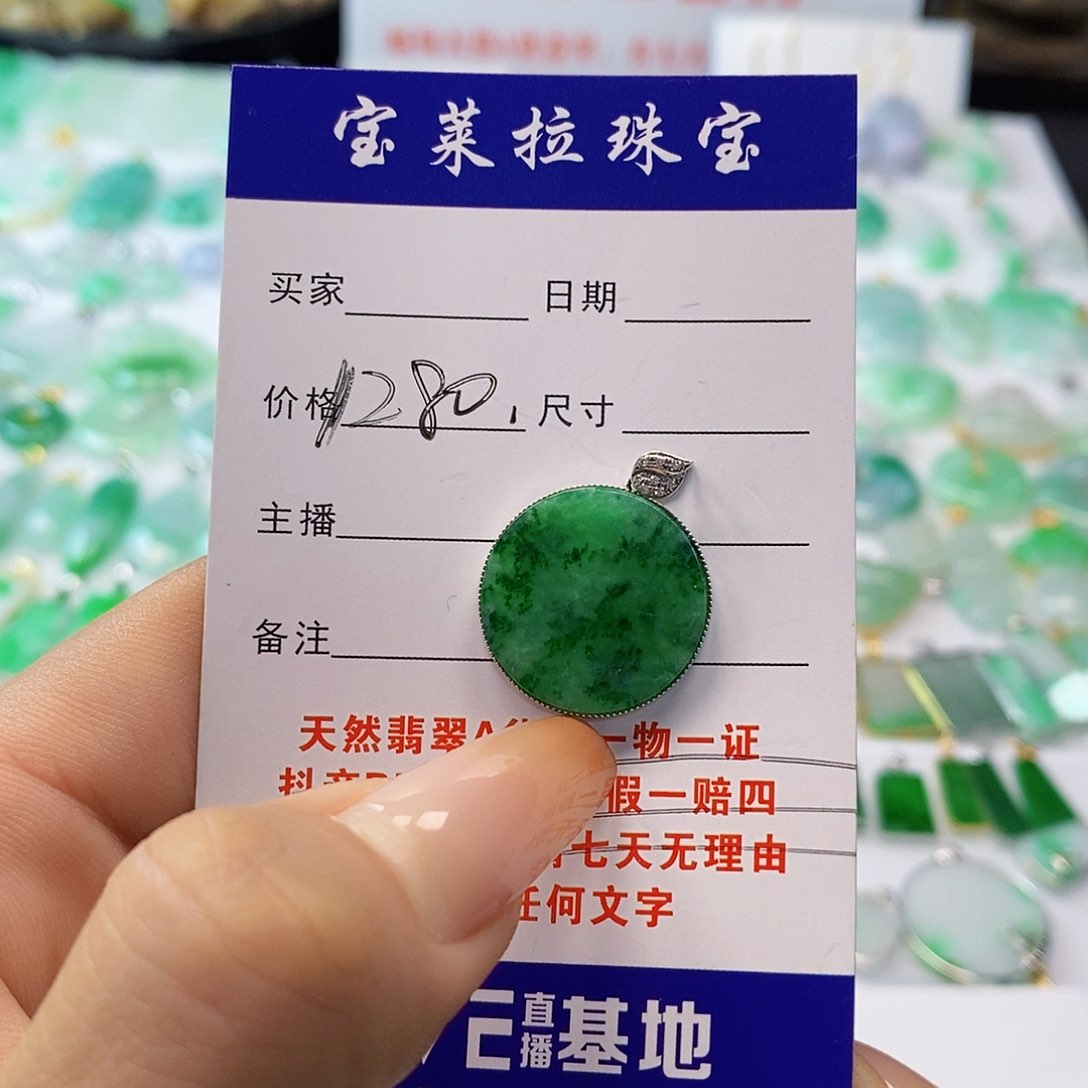 宝莱拉珠宝
买家 日期
价格 1280, 尺寸
主播
备注
天然翡翠A 一物一证
抖音 假一赔四
七天无理由
任何文字
直播基地